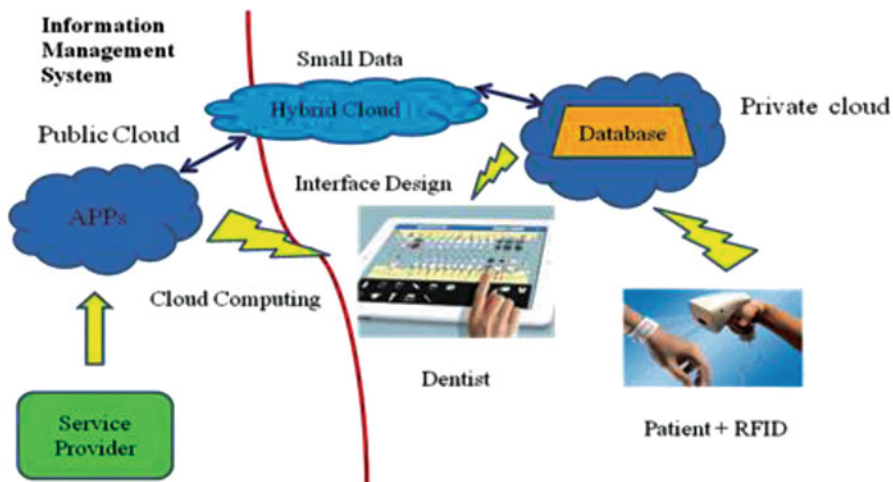 Information
Management
System
Small Data
Hybrid Cloud
Private cloud
Database
Public Cloud
APPs
Interface Design
Cloud Computing
Dentist
Service
Provider
Patient + RFID